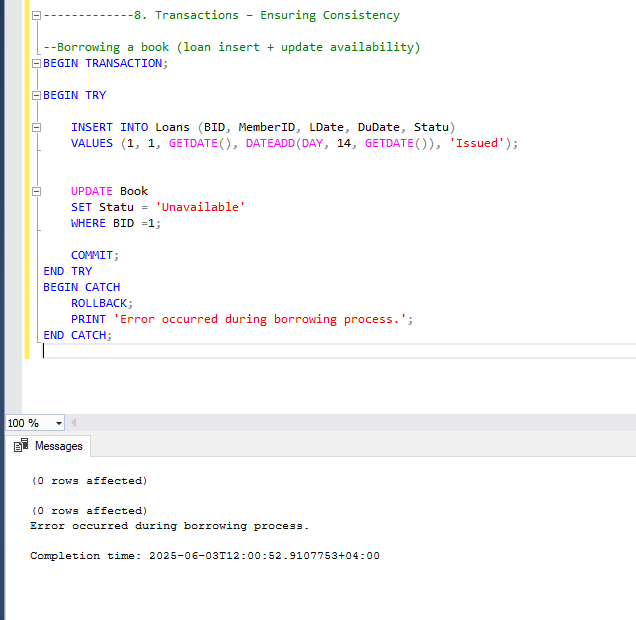 -------------8. Transactions – Ensuring Consistency
--Borrowing a book (loan insert + update availability)
BEGIN TRANSACTION;
BEGIN TRY
INSERT INTO Loans (BID, MemberID, LDate, DuDate, Statu)
VALUES (1, 1, GETDATE(), DATEADD(DAY, 14, GETDATE()), 'Issued');
UPDATE Book
SET Statu = 'Unavailable'
WHERE BID =1;
COMMIT;
END TRY
BEGIN CATCH
ROLLBACK;
PRINT 'Error occurred during borrowing process.';
END CATCH;
100 %
Messages
(0 rows affected)
(0 rows affected)
Error occurred during borrowing process.
Completion time: 2025-06-03T12:00:52.9107753+04:00